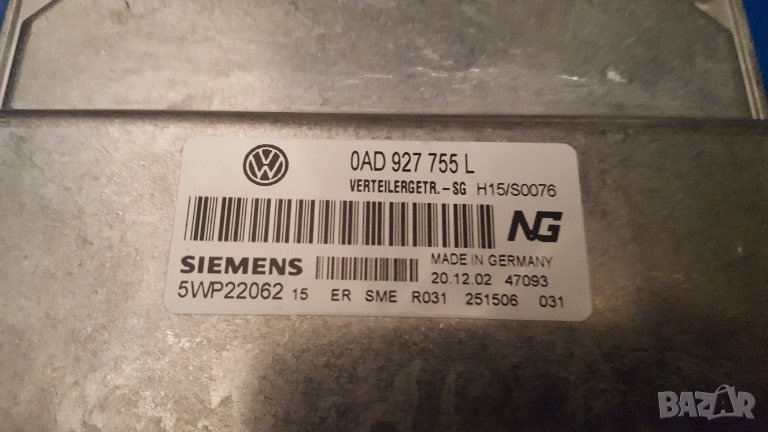 0AD 927 755 L
VERTEILERGETR.-SG H15/S0076
NG
MADE IN GERMANY
SIEMENS 20.12.02 47093
5WP22062 15 ER SME R031 251506 031
BAZAR